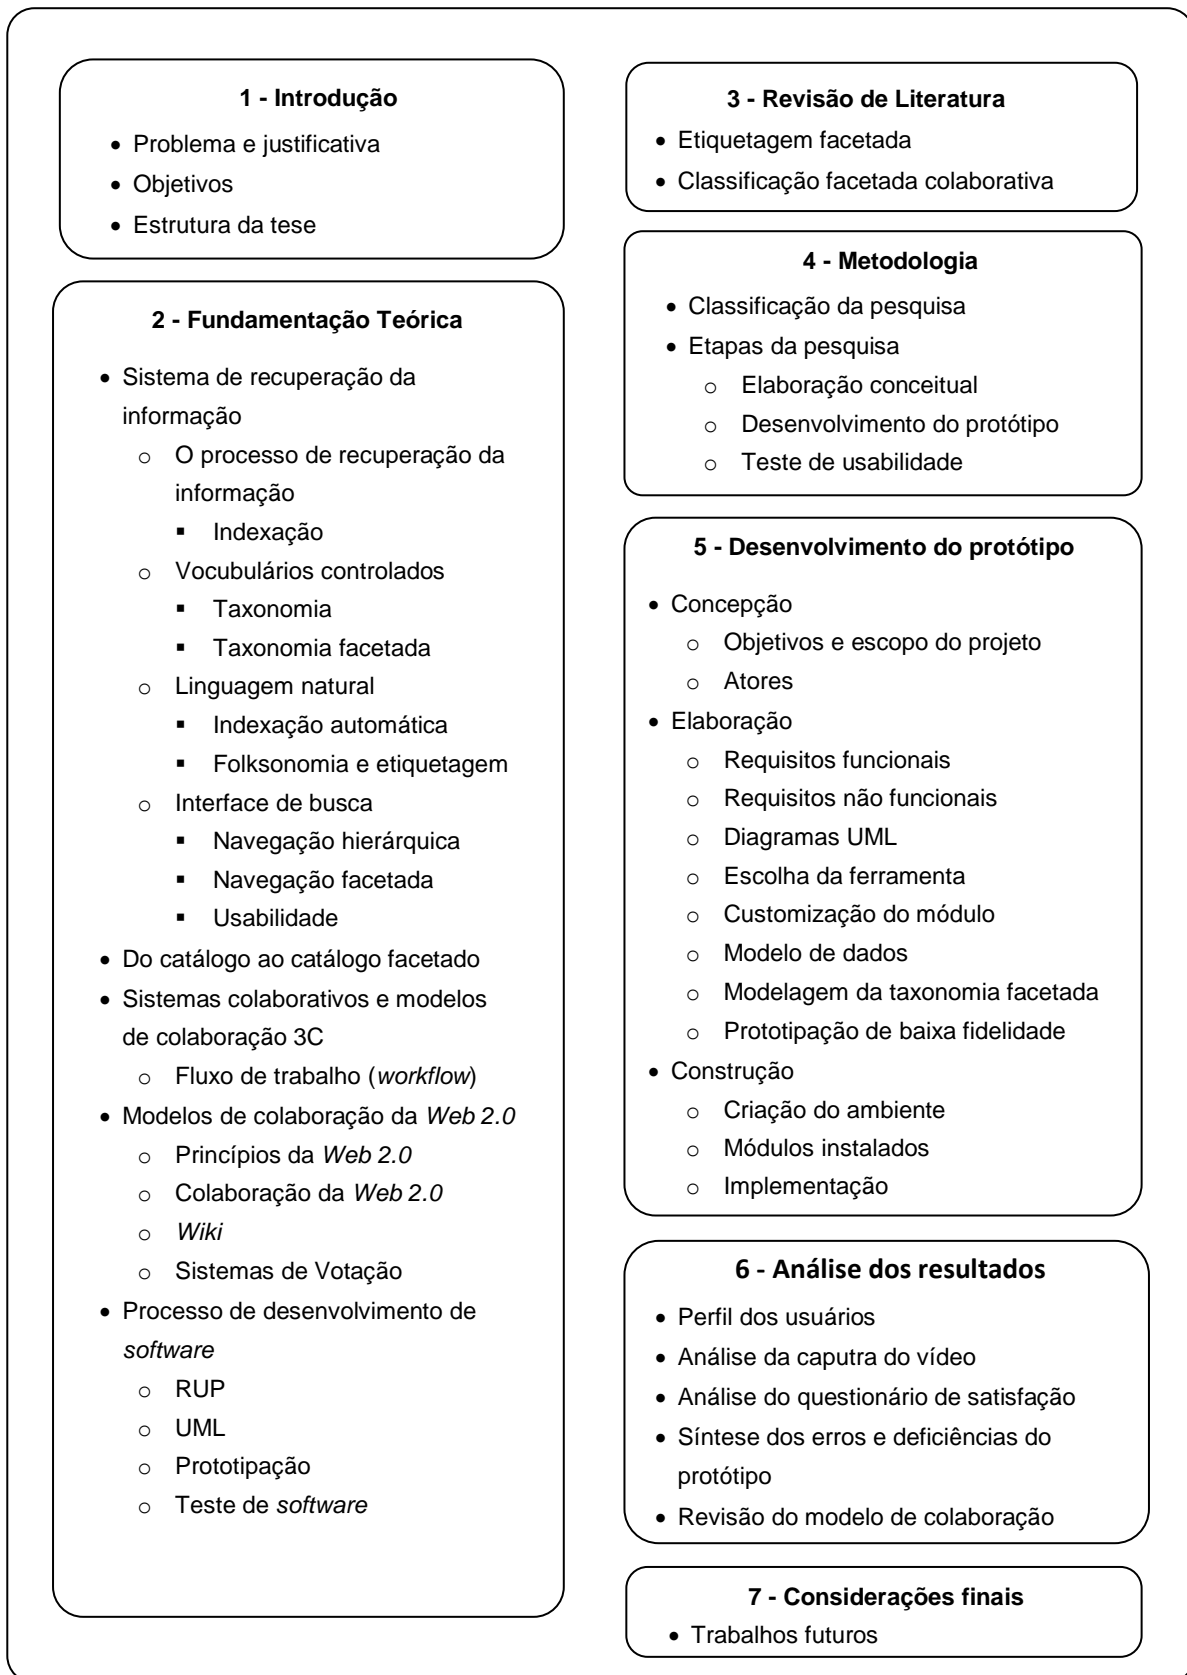 1 - Introdução
• Problema e justificativa
• Objetivos
• Estrutura da tese
2 - Fundamentação Teórica
• Sistema de recuperação da
informação
o O processo de recuperação da
informação
▪ Indexação
o Vocubulários controlados
▪ Taxonomia
▪ Taxonomia facetada
o Linguagem natural
▪ Indexação automática
▪ Folksonomia e etiquetagem
o Interface de busca
▪ Navegação hierárquica
▪ Navegação facetada
▪ Usabilidade
• Do catálogo ao catálogo facetado
• Sistemas colaborativos e modelos
de colaboração 3C
o Fluxo de trabalho (workflow)
• Modelos de colaboração da Web 2.0
o Princípios da Web 2.0
o Colaboração da Web 2.0
o Wiki
o Sistemas de Votação
• Processo de desenvolvimento de
software
o RUP
o UML
o Prototipação
o Teste de software
3 - Revisão de Literatura
• Etiquetagem facetada
• Classificação facetada colaborativa
4 - Metodologia
• Classificação da pesquisa
• Etapas da pesquisa
o Elaboração conceitual
o Desenvolvimento do protótipo
o Teste de usabilidade
5 - Desenvolvimento do protótipo
• Concepção
o Objetivos e escopo do projeto
o Atores
• Elaboração
o Requisitos funcionais
o Requisitos não funcionais
o Diagramas UML
o Escolha da ferramenta
o Customização do módulo
o Modelo de dados
o Modelagem da taxonomia facetada
o Prototipação de baixa fidelidade
• Construção
o Criação do ambiente
o Módulos instalados
o Implementação
6 - Análise dos resultados
• Perfil dos usuários
• Análise da caputra do vídeo
• Análise do questionário de satisfação
• Síntese dos erros e deficiências do
protótipo
• Revisão do modelo de colaboração
7 - Considerações finais
• Trabalhos futuros